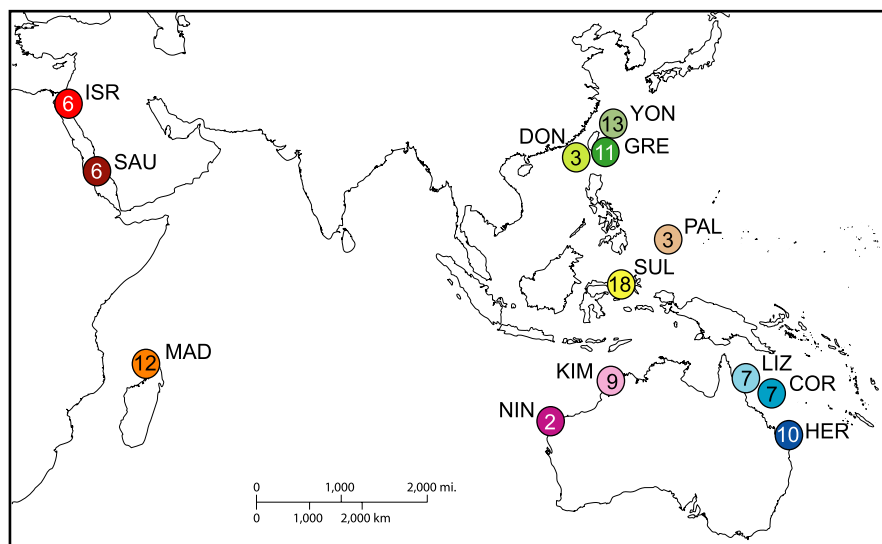 6 ISR
13 YON
DON 3
11 GRE
6 SAU
3 PAL
SUL
18
12 MAD
KIM 9
7 LIZ
7 COR
NIN 2
10 HER
0 1,000 2,000 mi.
0 1,000 2,000 km